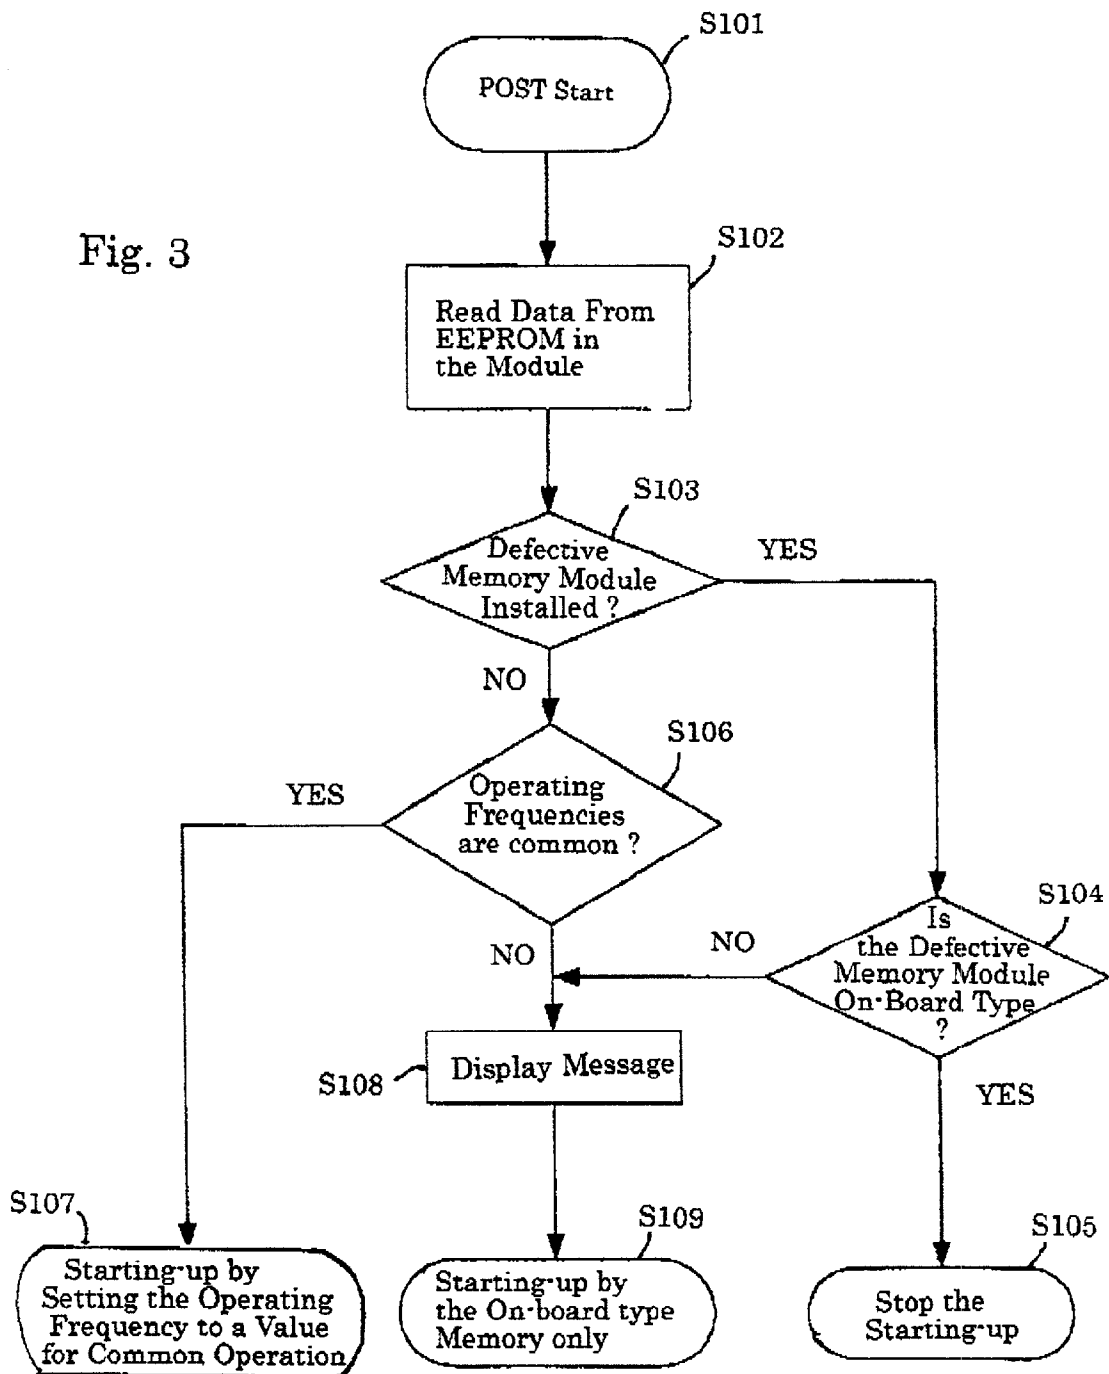 S101
POST Start
Fig. 3
S102
Read Data From
EEPROM in
the Module
S103
Defective
Memory Module
Installed ?
YES
NO
S106
Operating
Frequencies
are common ?
YES
NO
S104
Is
the Defective
Memory Module
On-Board Type
?
NO
YES
S108
Display Message
S107
Starting-up by
Setting the Operating
Frequency to a Value
for Common Operation
S109
Starting-up by
the On-board type
Memory only
S105
Stop the
Starting-up